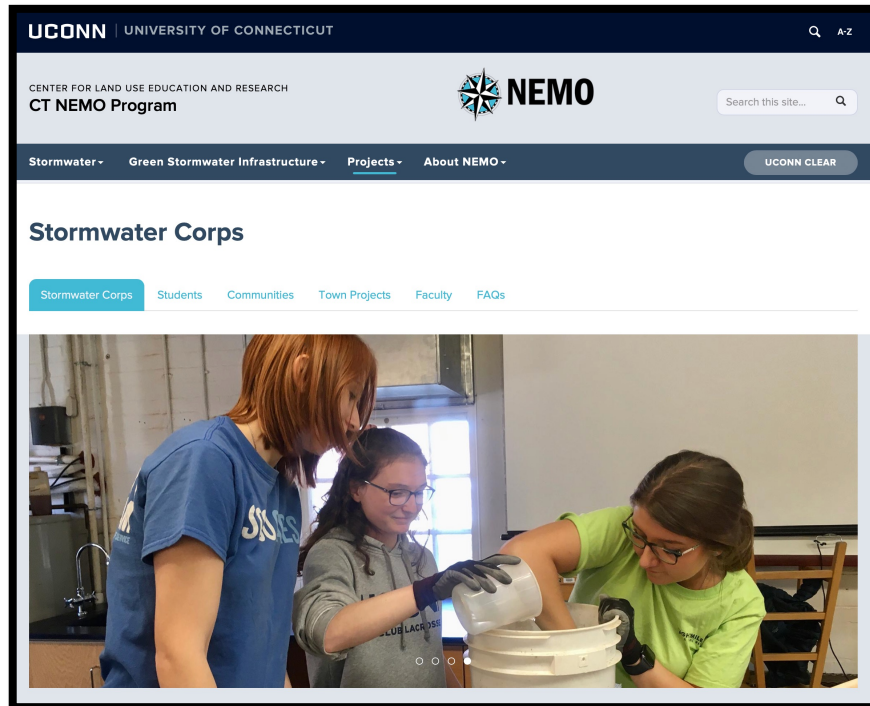 UCONN UNIVERSITY OF CONNECTICUT
A-Z
CENTER FOR LAND USE EDUCATION AND RESEARCH
CT NEMO Program
NEMO
Search this site...
Stormwater Green Stormwater Infrastructure Projects About NEMO UCONN CLEAR
Stormwater Corps
Stormwater Corps Students Communities Town Projects Faculty FAQs
CLUB LACROSSE